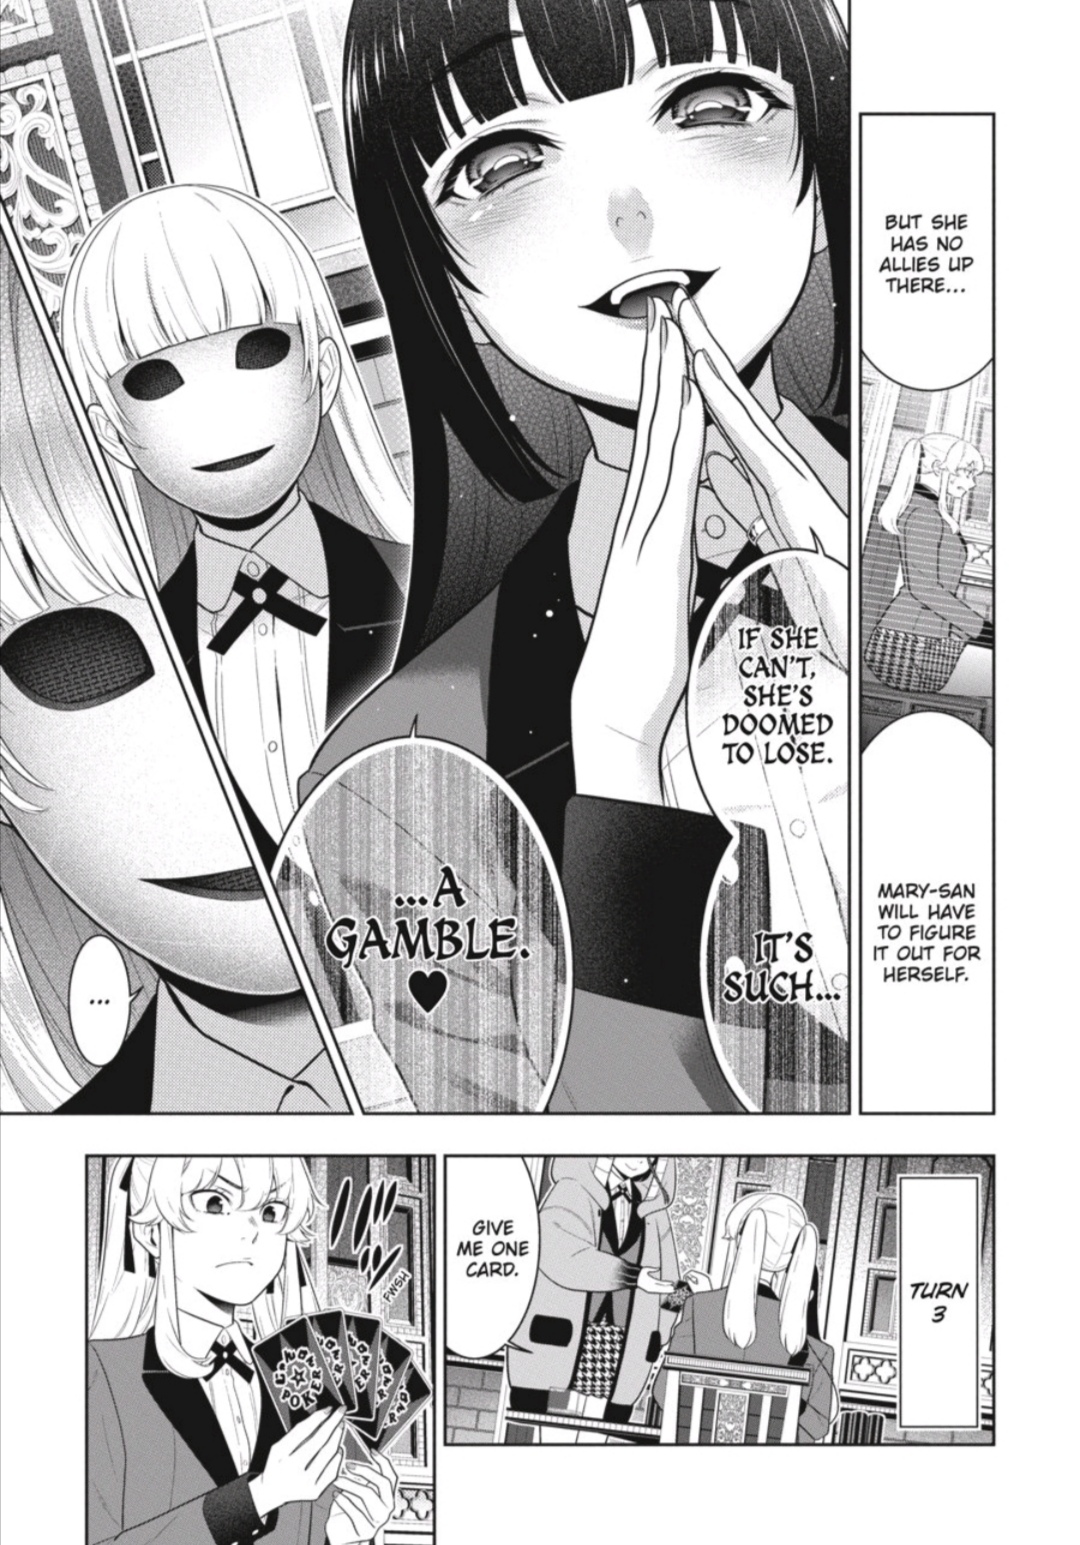 BUT SHE
HAS NO
ALLIES UP
THERE...
MARY-SAN
WILL HAVE
TO FIGURE
IT OUT FOR
HERSELF.
IF SHE
CAN'T,
SHE'S
DOOMED
TO LOSE.
IT'S
SUCH...
...A
GAMBLE.
♥
...
TURN
3
GIVE
ME ONE
CARD.
FWSH